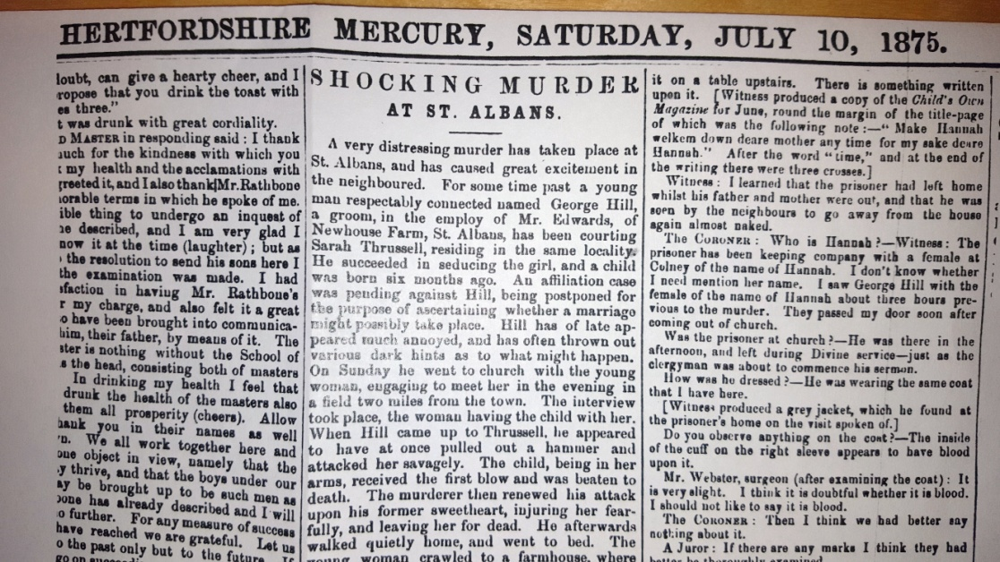 HERTFORDSHIRE MERCURY, SATURDAY, JULY 10, 1875.
doubt, can give a hearty cheer, and I
propose that you drink the toast with
es three."
t was drunk with great cordiality.
D MASTER in responding said: I thank
much for the kindness with which you
t my health and the acclamations with
greeted it, and I also thank Mr. Rathbone
norable terms in which he spoke of me.
ible thing to undergo an inquest of
he described, and I am very glad I
now it at the time (laughter); but as
the resolution to send his sons here I
the examination was made. I had
sfaction in having Mr. Rathbone's
r my charge, and also felt it a great
o have been brought into communica-
him, their father, by means of it. The
ster is nothing without the School of
s the head, consisting both of masters
In drinking my health I feel that
drunk the health of the masters also
them all prosperity (cheers). Allow
hank you in their names as well
n. We all work together here and
one object in view, namely that the
y thrive, and that the boys under our
ay be brought up to be such men as
bone has already described and I will
o further. For any measure of success
have reached we are grateful. Let us
o the past only but to the future. If
SHOCKING MURDER
AT ST. ALBANS.
A very distressing murder has taken place at
St. Albans, and has caused great excitement in
the neighboured. For some time past a young
man respectably connected named George Hill,
a groom, in the employ of Mr. Edwards, of
Newhouse Farm, St. Albans, has been courting
Sarah Thrussell, residing in the same locality.
He succeeded in seducing the girl, and a child
was born six months ago. An affiliation case
was pending against Hill, being postponed for
the purpose of ascertaining whether a marriage
might possibly take place. Hill has of late ap-
peared much annoyed, and has often thrown out
various dark hints as to what might happen.
On Sunday he went to church with the young
woman, engaging to meet her in the evening in
a field two miles from the town. The interview
took place, the woman having the child with her.
When Hill came up to Thrussell, he appeared
to have at once pulled out a hammer and
attacked her savagely. The child, being in her
arms, received the first blow and was beaten to
death. The murderer then renewed his attack
upon his former sweetheart, injuring her fear-
fully, and leaving her for dead. He afterwards
walked quietly home, and went to bed. The
young woman crawled to a farmhouse, where
it on a table upstairs. There is something written
upon it. [Witness produced a copy of the Child's Own
Magazine for June, round the margin of the title-page
of which was the following note:—" Make Hannah
welkem down deare mother any time for my sake deare
Hannah." After the word "time," and at the end of
the writing there were three crosses.]
Witness: I learned that the prisoner had left home
whilst his father and mother were out, and that he was
seen by the neighbours to go away from the house
again almost naked.
The CORONER: Who is Hannah?—Witness: The
prisoner has been keeping company with a female at
Colney of the name of Hannah. I don't know whether
I need mention her name. I saw George Hill with the
female of the name of Hannah about three hours pre-
vious to the murder. They passed my door soon after
coming out of church.
Was the prisoner at church?—He was there in the
afternoon, and left during Divine service—just as the
clergyman was about to commence his sermon.
How was he dressed?—He was wearing the same coat
that I have here.
[Witness produced a grey jacket, which he found at
the prisoner's home on the visit spoken of.]
Do you observe anything on the coat?—The inside
of the cuff on the right sleeve appears to have blood
upon it.
Mr. Webster, surgeon (after examining the coat): It
is very slight. I think it is doubtful whether it is blood.
I should not like to say it is blood.
The CORONER: Then I think we had better say
nothing about it.
A Juror: If there are any marks I think they had